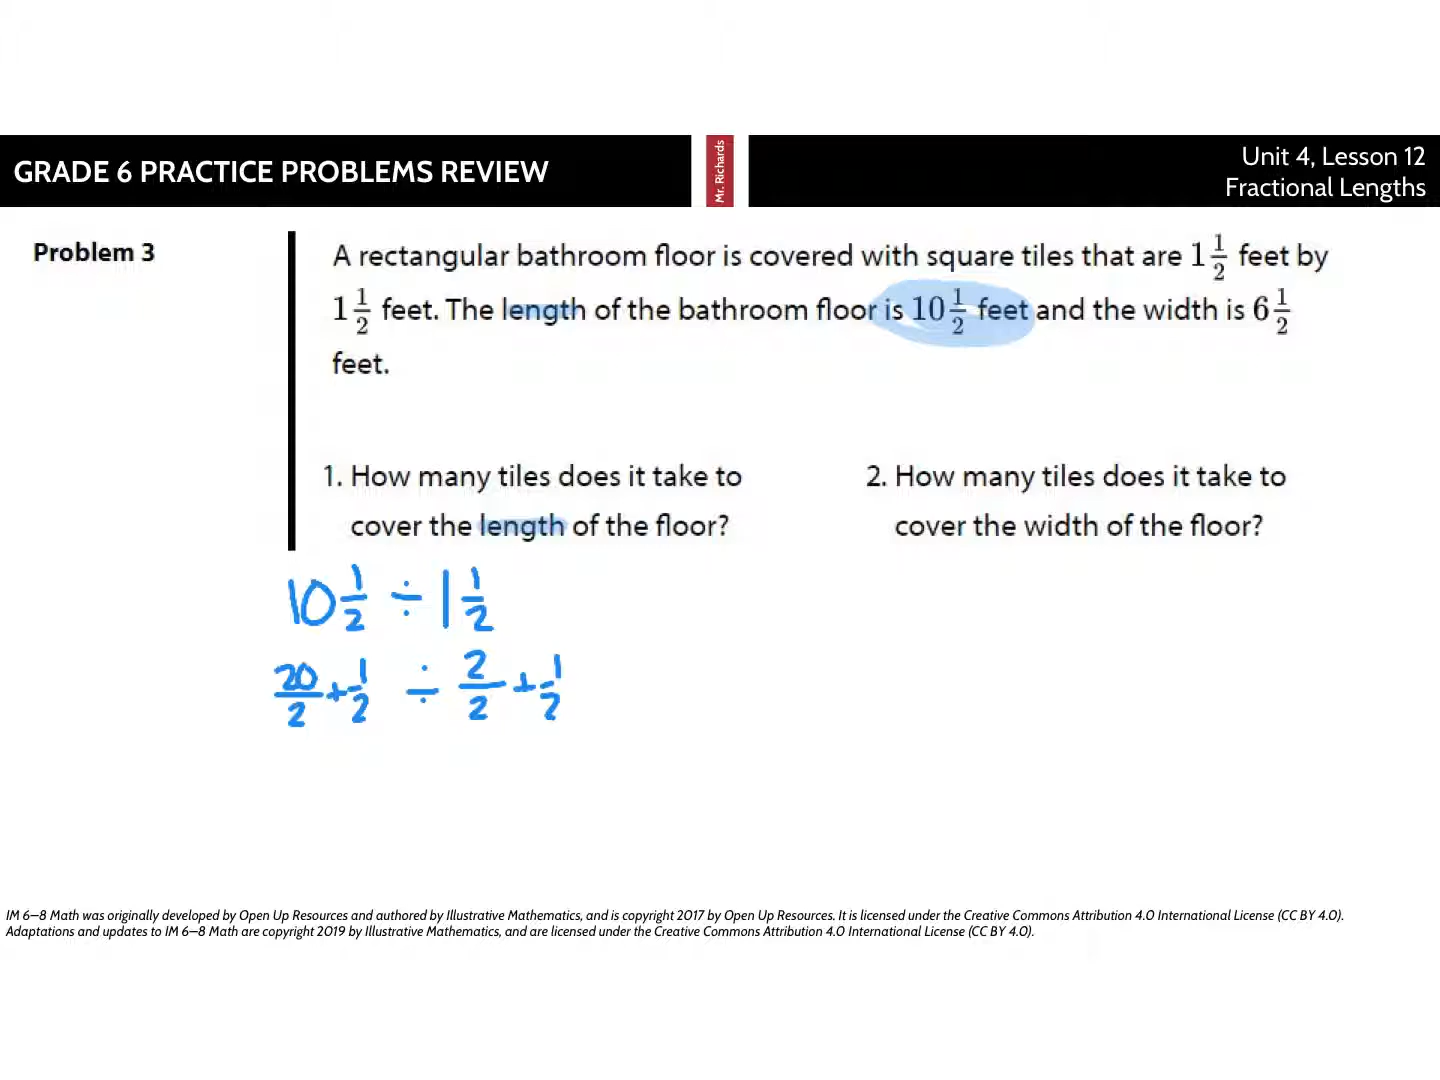 GRADE 6 PRACTICE PROBLEMS REVIEW
Mr. Richards
Unit 4, Lesson 12
Fractional Lengths
Problem 3
A rectangular bathroom floor is covered with square tiles that are 1 1/2 feet by
1 1/2 feet. The length of the bathroom floor is 10 1/2 feet and the width is 6 1/2
feet.
1. How many tiles does it take to
cover the length of the floor?
2. How many tiles does it take to
cover the width of the floor?
10 1/2 ÷ 1 1/2
20/2 + 1/2 ÷ 2/2 + 1/2
IM 6–8 Math was originally developed by Open Up Resources and authored by Illustrative Mathematics, and is copyright 2017 by Open Up Resources. It is licensed under the Creative Commons Attribution 4.0 International License (CC BY 4.0).
Adaptations and updates to IM 6–8 Math are copyright 2019 by Illustrative Mathematics, and are licensed under the Creative Commons Attribution 4.0 International License (CC BY 4.0).